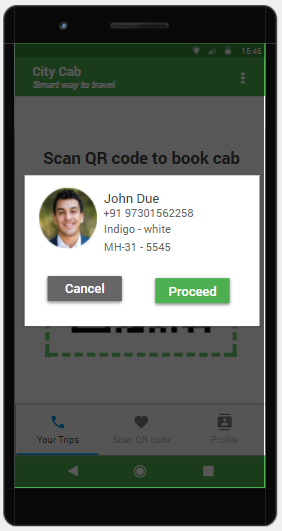 15:45
City Cab
Smart way to travel
Scan QR code to book cab
John Due
+91 97301562258
Indigo - white
MH-31 - 5545
Cancel
Proceed
Your Trips
Scan QR code
Profile